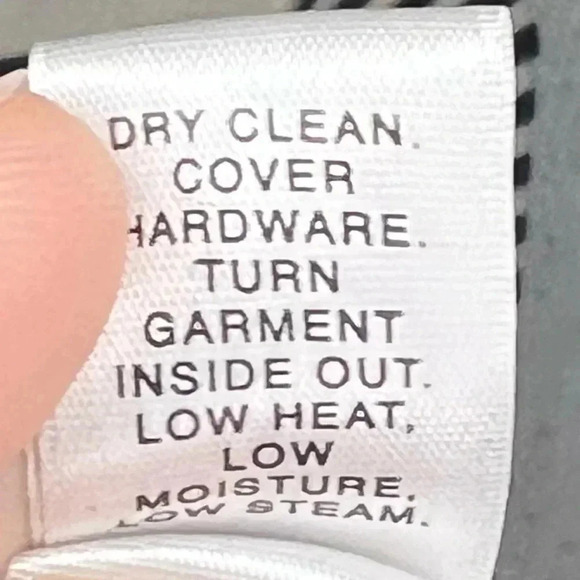 DRY CLEAN.
COVER
HARDWARE.
TURN
GARMENT
INSIDE OUT.
LOW HEAT,
LOW
MOISTURE.
LOW STEAM.